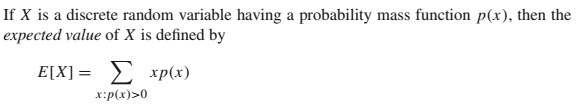 If X is a discrete random variable having a probability mass function p(x), then the
expected value of X is defined by
E[X] = ∑ xp(x)
x:p(x)>0